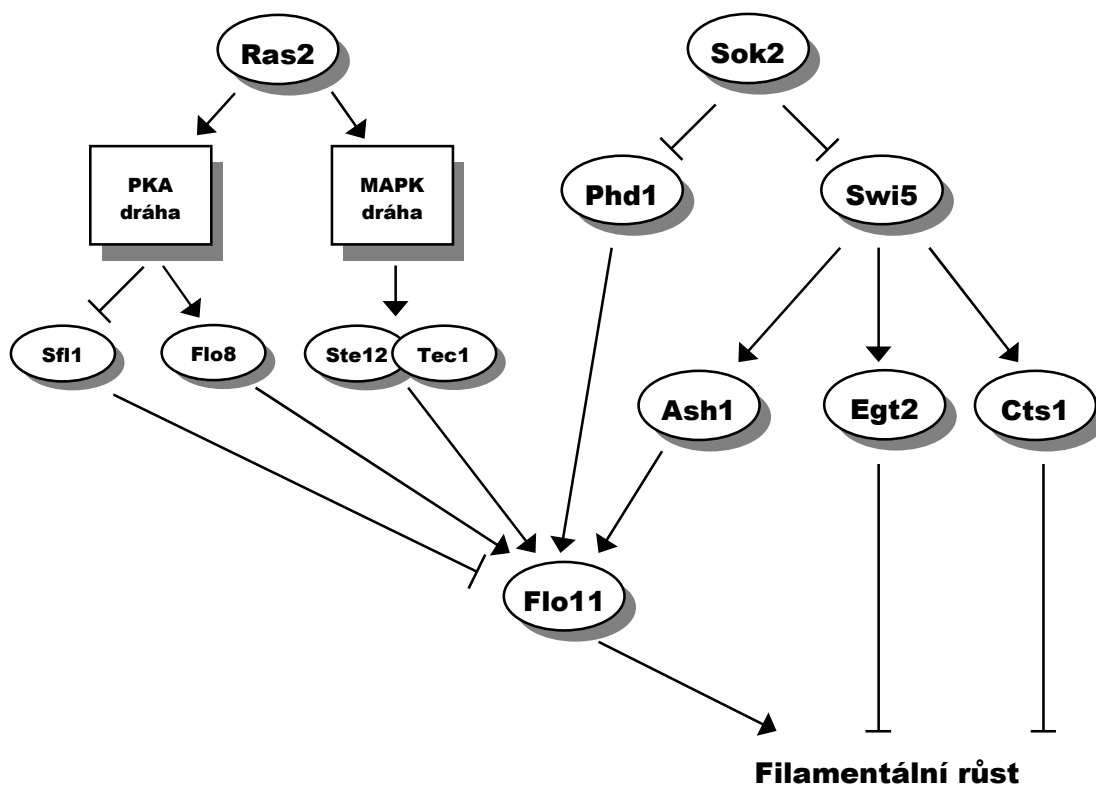 Ras2
Sok2
PKA
dráha
MAPK
dráha
Phd1
Swi5
Sfl1
Flo8
Ste12
Tec1
Ash1
Egt2
Cts1
Flo11
Filamentální růst